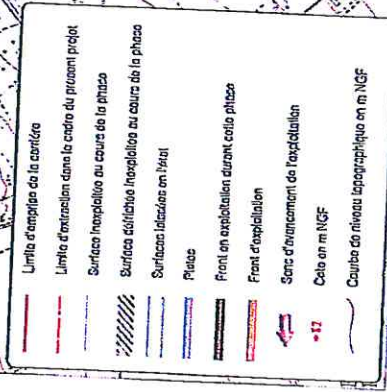 Limite d'emprise de la carrière
Limite d'extraction dans le cadre du présent projet
Surface inexploitée au cours de la phase
Surface défrichée inexploitée au cours de la phase
Surfaces laissées en l'état
Pistes
Front en exploitation durant cette phase
Front d'exploitation
Sens d'avancement de l'exploitation
Cote en m NGF
Courbe de niveau topographique en m NGF